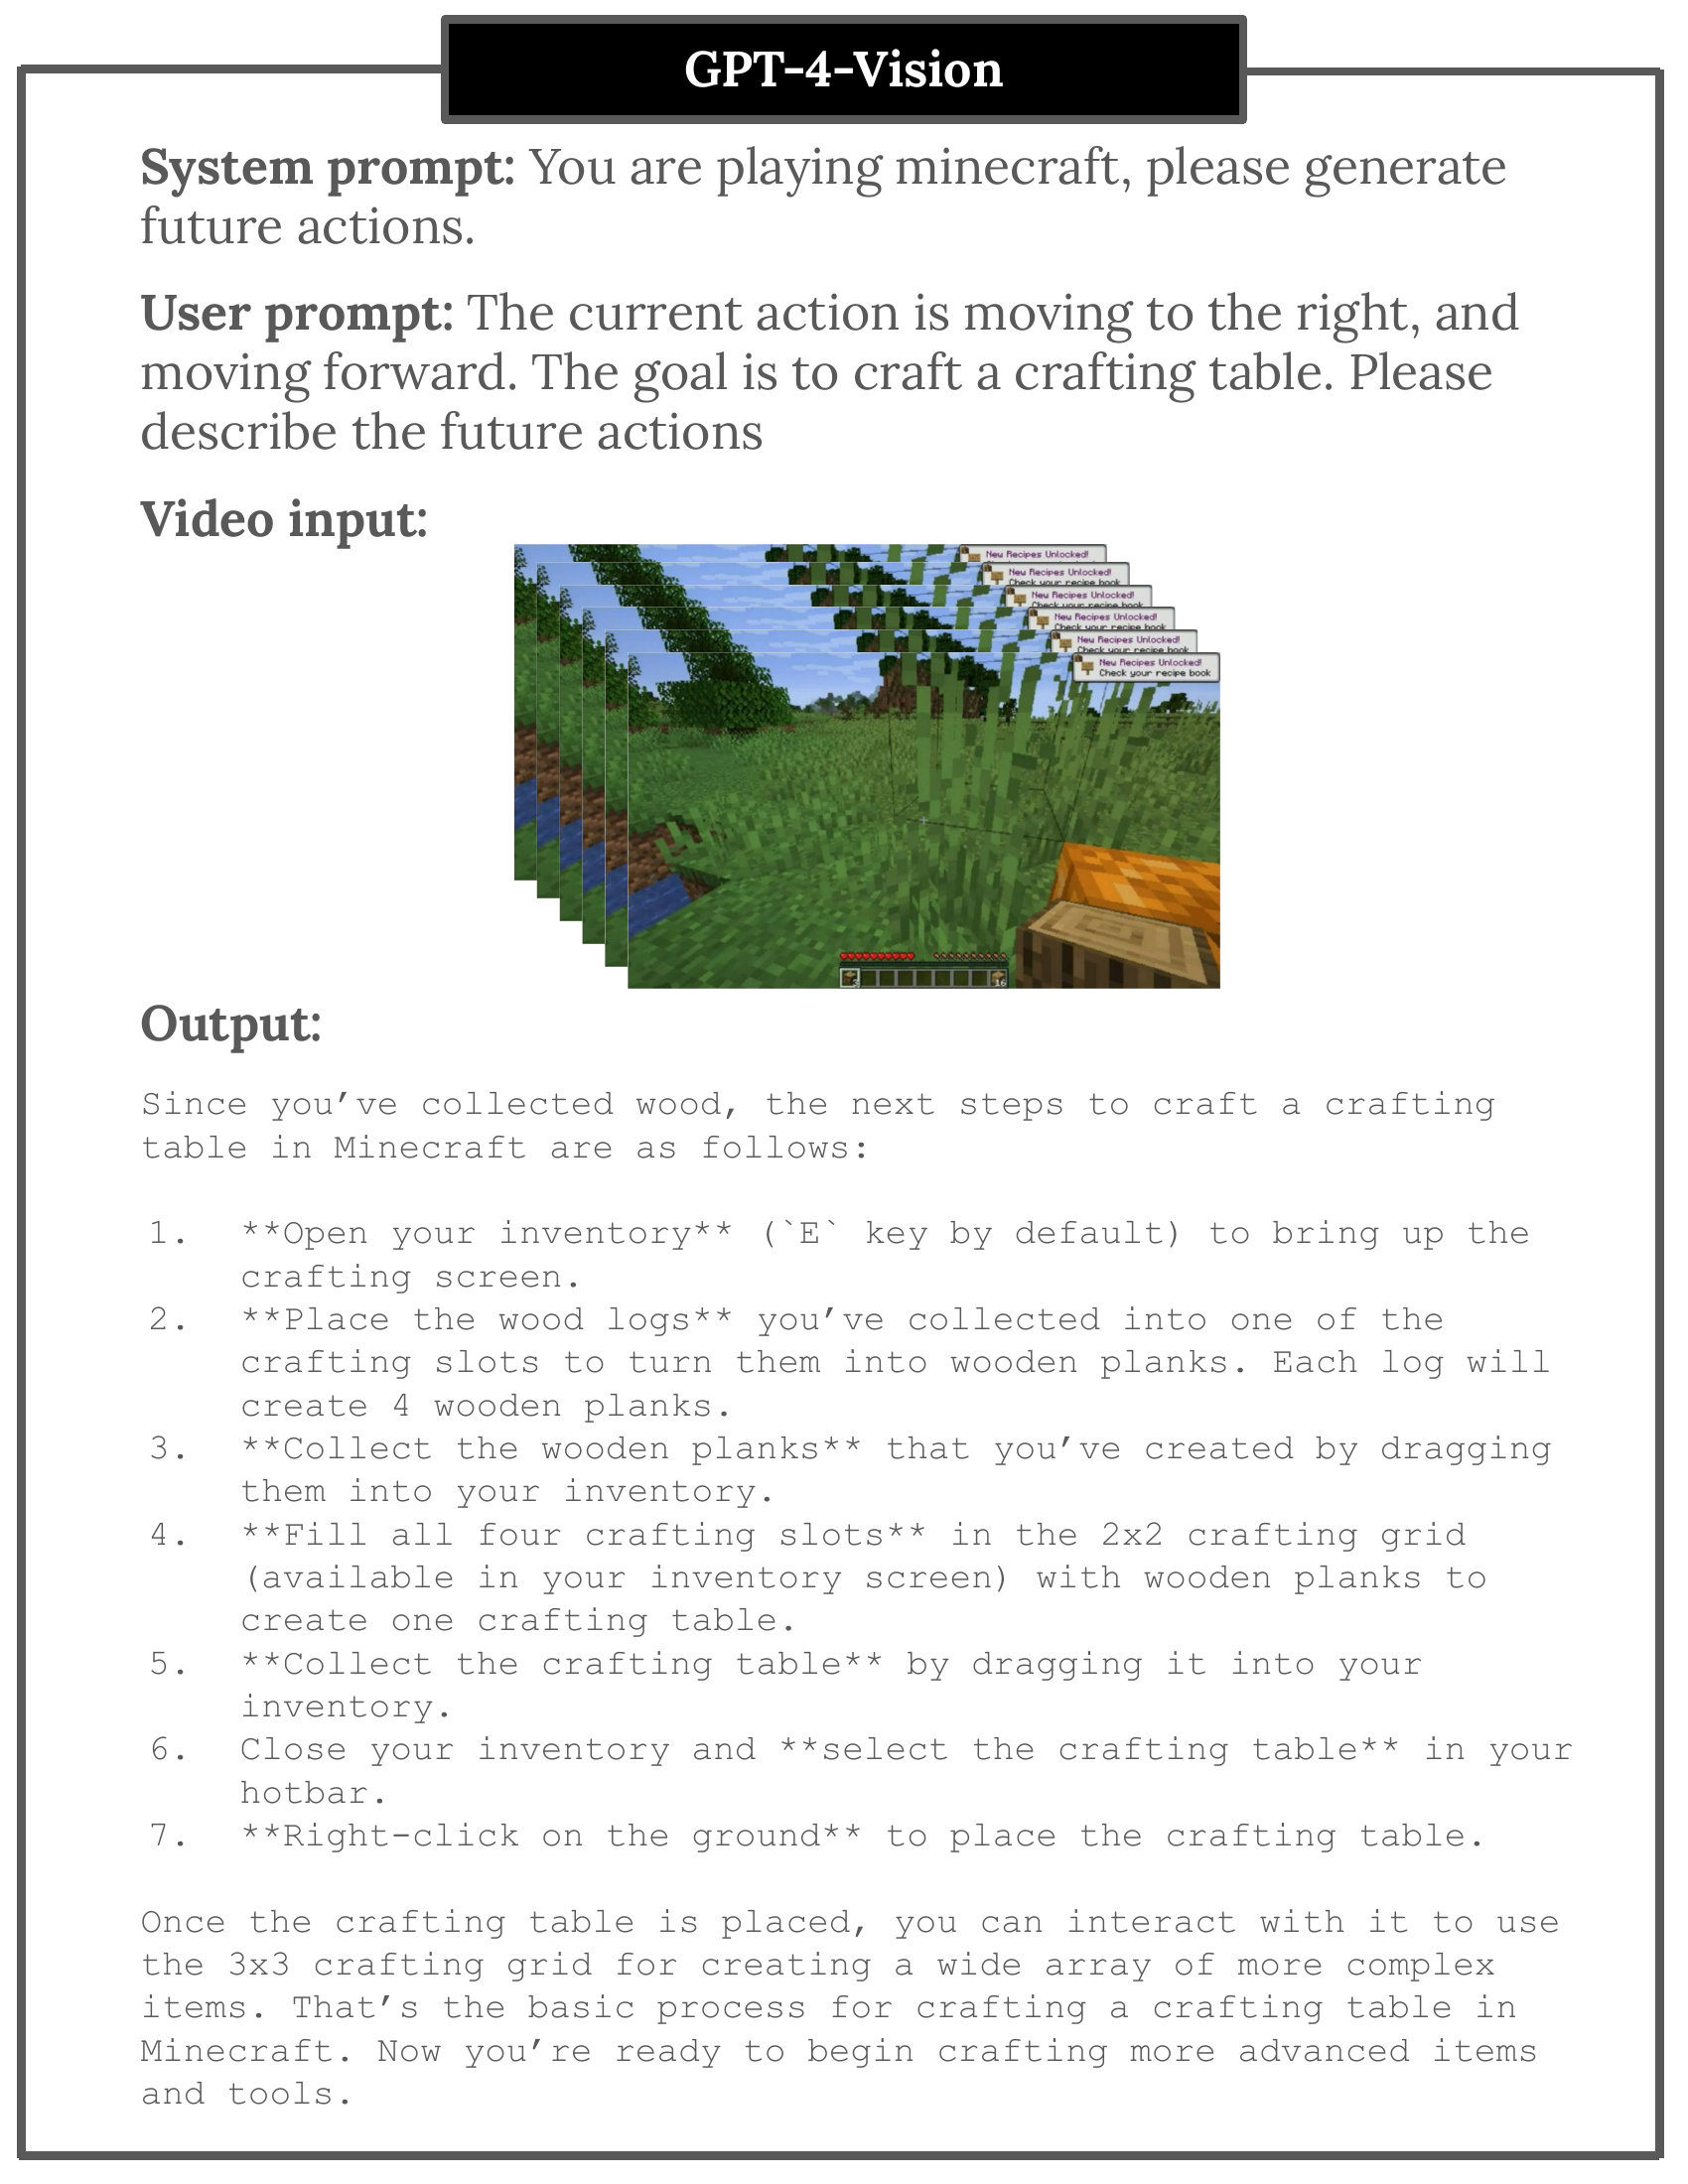 GPT-4-Vision
System prompt: You are playing minecraft, please generate
future actions.
User prompt: The current action is moving to the right, and
moving forward. The goal is to craft a crafting table. Please
describe the future actions
Video input:
New Recipes Unlocked!
New Recipes Unlocked!
Check your recipe book
New Recipes Unlocked!
Check your recipe book
New Recipes Unlocked!
Check your recipe book
New Recipes Unlocked!
Check your recipe book
New Recipes Unlocked!
Check your recipe book
16
Output:
Since you’ve collected wood, the next steps to craft a crafting
table in Minecraft are as follows:
1. **Open your inventory** (`E` key by default) to bring up the
crafting screen.
2. **Place the wood logs** you’ve collected into one of the
crafting slots to turn them into wooden planks. Each log will
create 4 wooden planks.
3. **Collect the wooden planks** that you’ve created by dragging
them into your inventory.
4. **Fill all four crafting slots** in the 2x2 crafting grid
(available in your inventory screen) with wooden planks to
create one crafting table.
5. **Collect the crafting table** by dragging it into your
inventory.
6. Close your inventory and **select the crafting table** in your
hotbar.
7. **Right-click on the ground** to place the crafting table.
Once the crafting table is placed, you can interact with it to use
the 3x3 crafting grid for creating a wide array of more complex
items. That’s the basic process for crafting a crafting table in
Minecraft. Now you’re ready to begin crafting more advanced items
and tools.